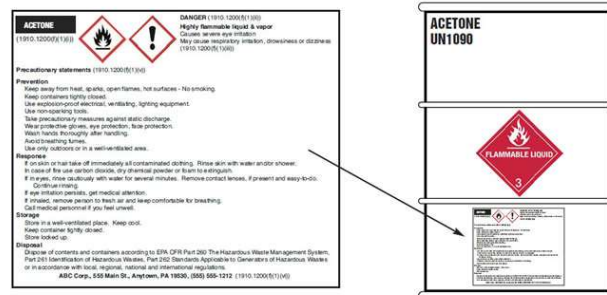 ACETONE
(1910.1200(f)(1)(i))
DANGER (1910.1200(f)(1)(ii))
Highly flammable liquid & vapor
Causes severe eye irritation
May cause respiratory irritation, drowsiness or dizziness
(1910.1200(f)(1)(iii))
Precautionary statements (1910.1200(f)(1)(v))
Prevention
Keep away from heat, sparks, open flames, hot surfaces - No smoking.
Keep containers tightly closed.
Use explosion-proof electrical, ventilating, lighting equipment.
Use non-sparking tools.
Take precautionary measures against static discharge.
Wear protective gloves, eye protection, face protection.
Wash hands thoroughly after handling.
Avoid breathing fumes.
Use only outdoors or in a well-ventilated area.
Response
If on skin or hair take off immediately all contaminated clothing. Rinse skin with water and/or shower.
In case of fire use carbon dioxide, dry chemical powder or foam to extinguish.
If in eyes, rinse cautiously with water for several minutes. Remove contact lenses, if present and easy-to-do.
Continue rinsing.
If eye irritation persists, get medical attention.
If inhaled, remove person to fresh air and keep comfortable for breathing.
Call medical personnel if you feel unwell.
Storage
Store in a well-ventilated place. Keep cool.
Keep container tightly closed.
Store locked up.
Disposal
Dispose of contents and containers according to EPA CFR Part 260 The Hazardous Waste Management System,
Part 261 Identification of Hazardous Wastes, Part 262 Standards Applicable to Generators of Hazardous Wastes
or in accordance with local, regional, national and international regulations.
ABC Corp., 555 Main St., Anytown, PA 19530, (555) 555-1212 (1910.1200(f)(1)(vi))
ACETONE
UN1090
FLAMMABLE LIQUID
3
ACETONE